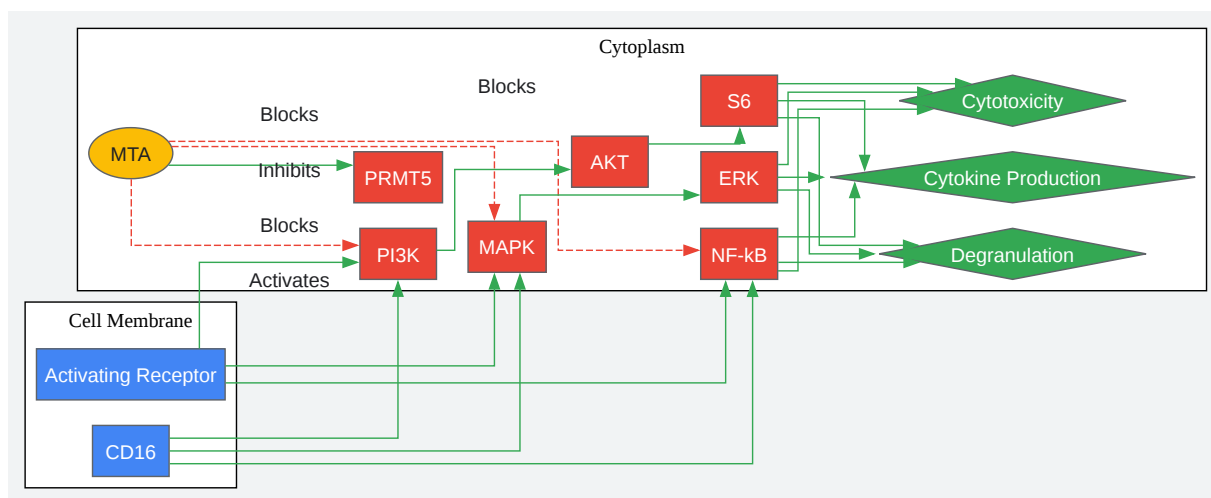 Cytoplasm
Blocks
S6
Cytotoxicity
Blocks
MTA
Inhibits
PRMT5
AKT
ERK
Cytokine Production
Blocks
PI3K
MAPK
NF-kB
Degranulation
Activates
Cell Membrane
Activating Receptor
CD16